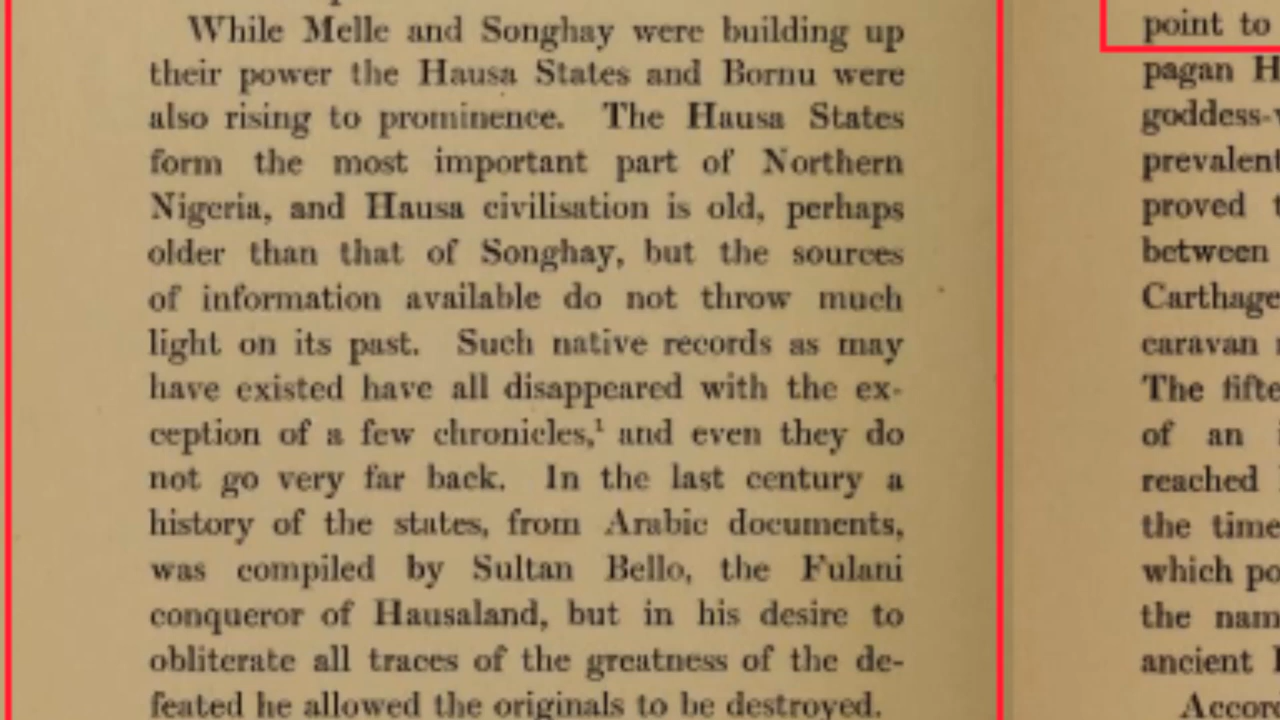 While Melle and Songhay were building up
their power the Hausa States and Bornu were
also rising to prominence. The Hausa States
form the most important part of Northern
Nigeria, and Hausa civilisation is old, perhaps
older than that of Songhay, but the sources
of information available do not throw much
light on its past. Such native records as may
have existed have all disappeared with the ex-
ception of a few chronicles,¹ and even they do
not go very far back. In the last century a
history of the states, from Arabic documents,
was compiled by Sultan Bello, the Fulani
conqueror of Hausaland, but in his desire to
obliterate all traces of the greatness of the de-
feated he allowed the originals to be destroyed.
point to
pagan H
goddess-
prevalent
proved
between
Carthage
caravan
The fifte
of an
reached
the time
which po
the nam
ancient
Accor